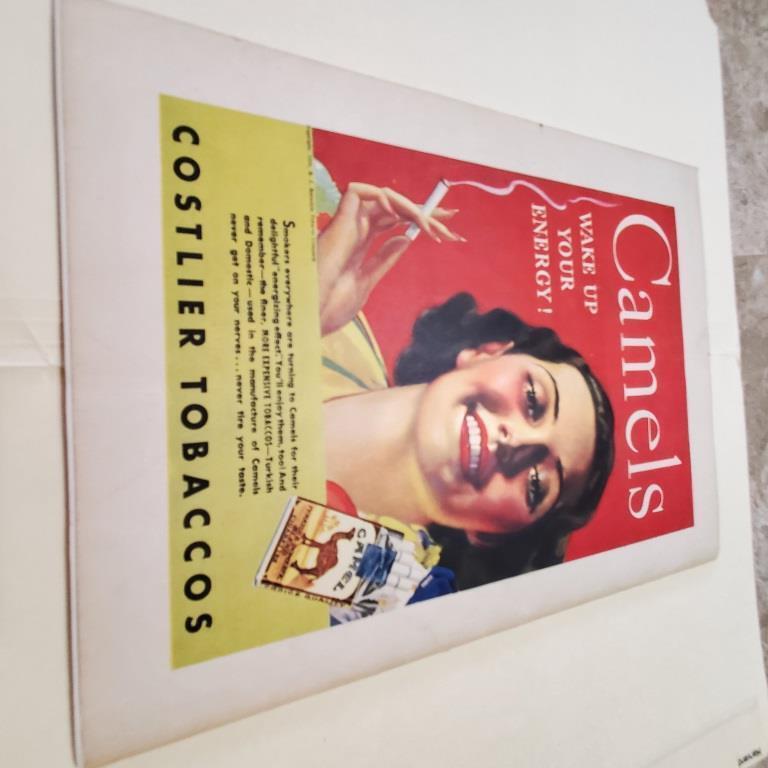 Camels
WAKE UP
YOUR
ENERGY!
Smokers everywhere are turning to Camels for their
delightful "energizing effect." You'll enjoy them, too! And
remember—the finer, MORE EXPENSIVE TOBACCOS—Turkish
and Domestic—used in the manufacture of Camels
never get on your nerves...never tire your taste.
CAMEL
COSTLIER TOBACCOS